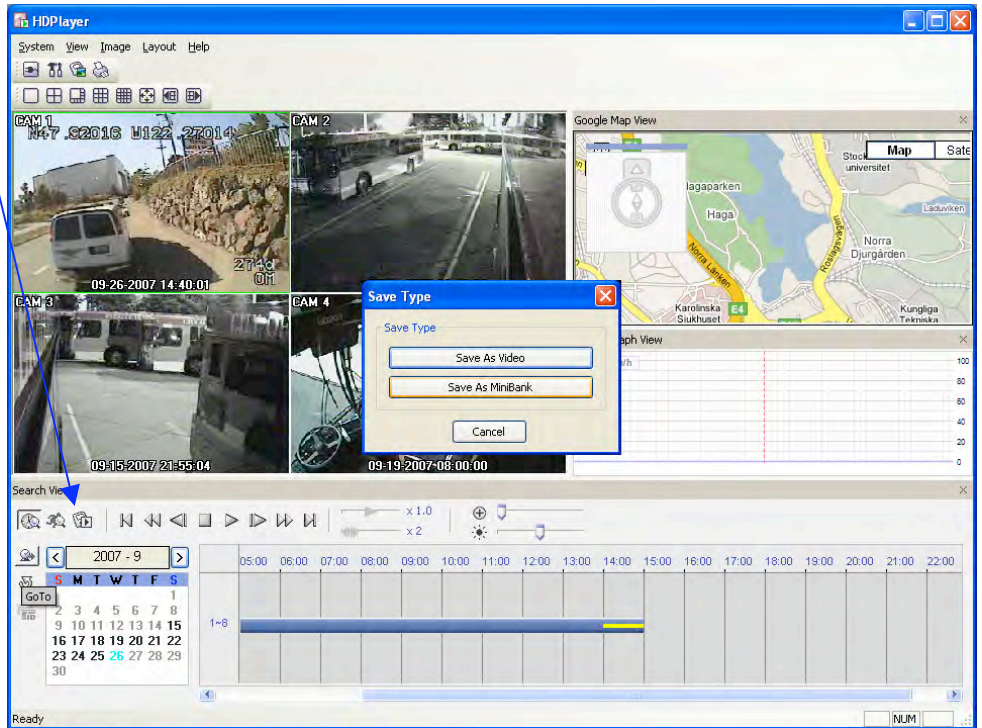 HDPlayer
System View Image Layout Help
CAM 1
N47.82016 W122.27014
274d
0M
09-26-2007 14:40:01
CAM 2
CAM 3
09-15-2007 21:55:04
CAM 4
09-19-2007-08:00:00
Google Map View
Map Sate
Stock
universitet
Hagaparken
Haga
Laduviken
Norra
Djurgården
Roslagsvägen
Norra Länken
Karolinska
Sjukhuset
E4
Kungliga
Tekniska
Save Type
Save Type
Save As Video
Save As MiniBank
Cancel
aph View
/h
100
80
60
40
20
0
Search View
x 1.0
x 2
2007 - 9
S M T W T F S
1
2 3 4 5 6 7 8
9 10 11 12 13 14 15
16 17 18 19 20 21 22
23 24 25 26 27 28 29
30
GoTo
05:00 06:00 07:00 08:00 09:00 10:00 11:00 12:00 13:00 14:00 15:00 16:00 17:00 18:00 19:00 20:00 21:00 22:00
1~8
Ready
NUM